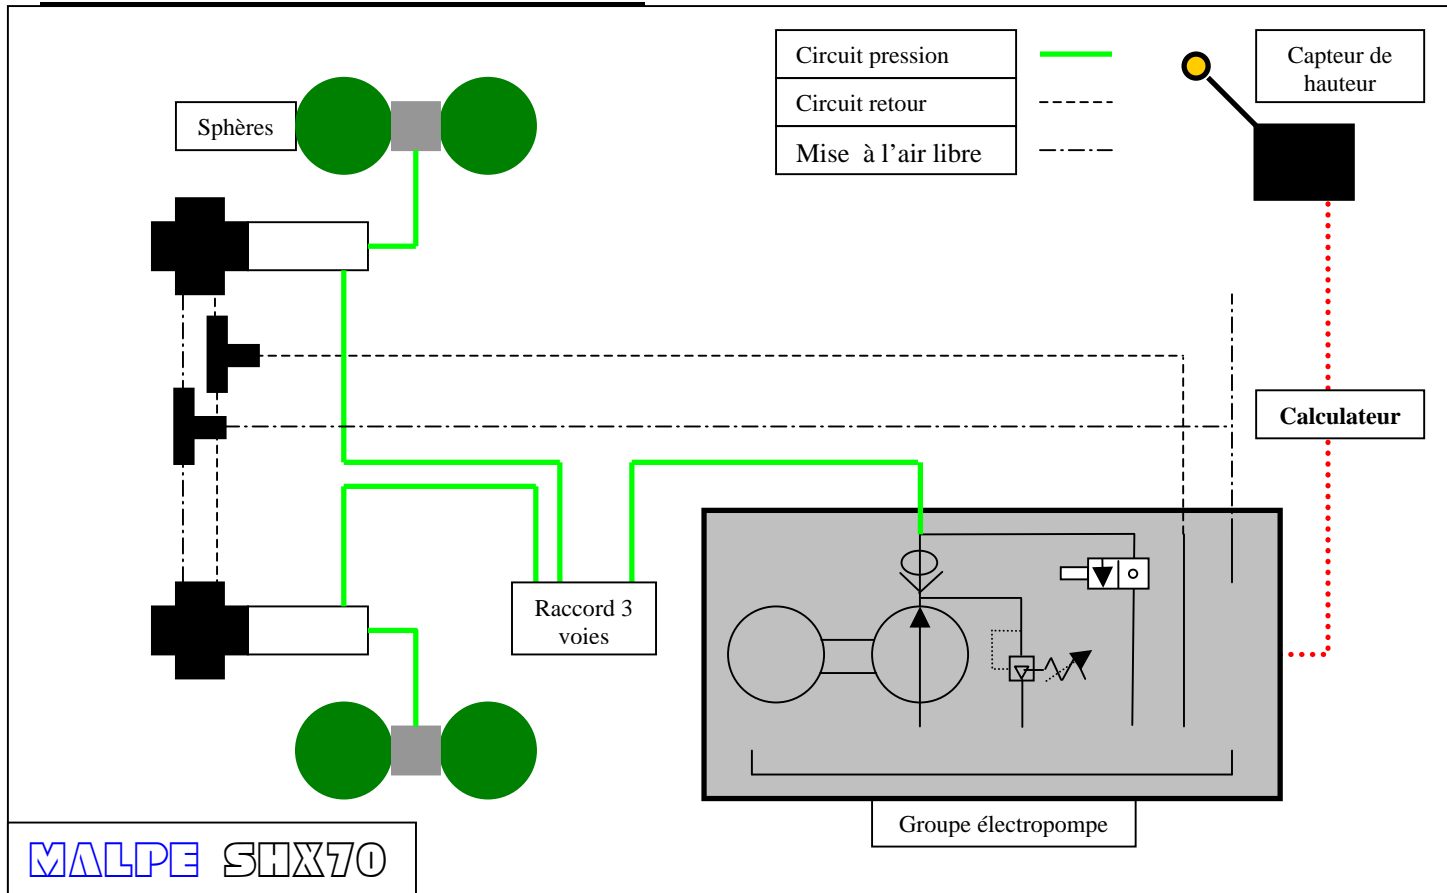 Circuit pression
Circuit retour
Mise à l'air libre
Capteur de
hauteur
Sphères
Calculateur
Raccord 3
voies
Groupe électropompe
MALPE SHX70